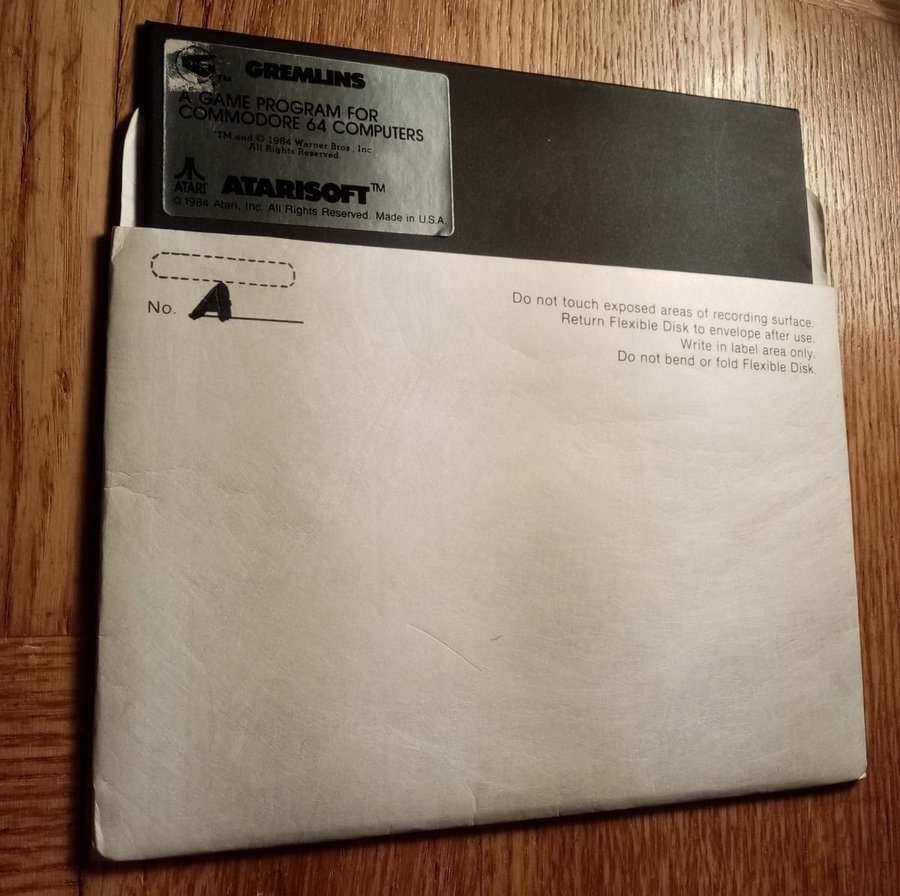 TM GREMLINS
A GAME PROGRAM FOR
COMMODORE 64 COMPUTERS
TM and © 1984 Warner Bros., Inc
All Rights Reserved
ATARI ATARISOFT™
© 1984 Atari, Inc. All Rights Reserved. Made in U.S.A.
No. A
Do not touch exposed areas of recording surface.
Return Flexible Disk to envelope after use.
Write in label area only.
Do not bend or fold Flexible Disk.